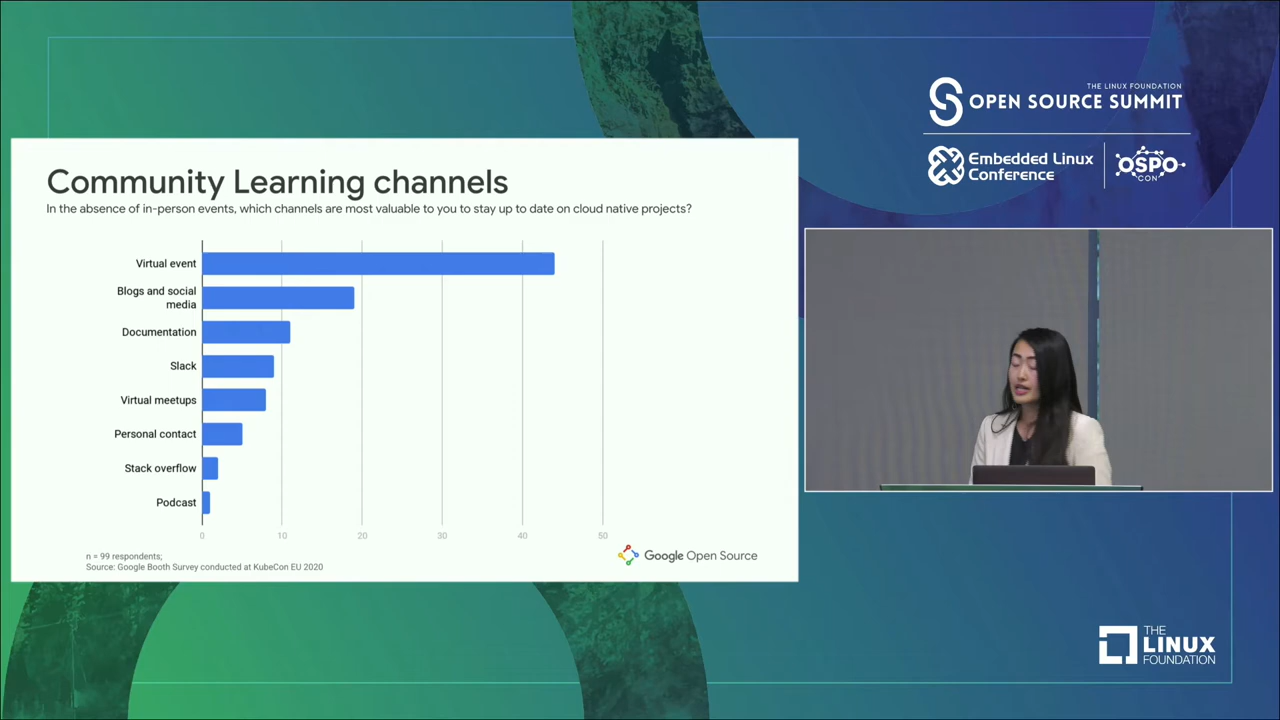 Community Learning channels
In the absence of in-person events, which channels are most valuable to you to stay up to date on cloud native projects?
Virtual event
Blogs and social
media
Documentation
Slack
Virtual meetups
Personal contact
Stack overflow
Podcast
0 10 20 30 40 50
n = 99 respondents;
Source: Google Booth Survey conducted at KubeCon EU 2020
Google Open Source
THE LINUX FOUNDATION
OPEN SOURCE SUMMIT
Embedded Linux
Conference
OSPO
CON
THE
LINUX
FOUNDATION